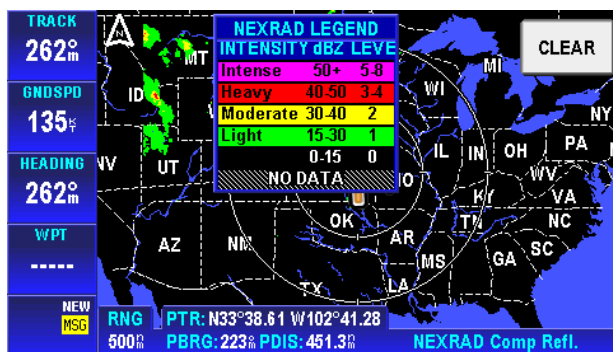 TRACK
262°m
GNDSPD
135KT
HEADING
262°m
WPT
-----
NEW
MSG
NEXRAD LEGEND
INTENSITY dBZ LEVE
Intense 50+ 5-8
Heavy 40-50 3-4
Moderate 30-40 2
Light 15-30 1
0-15 0
NO DATA
CLEAR
N
MT
ID
WI
MI
NY
UT
IL
IN
OH
PA
NV
MO
WV
KY
VA
OK
TN
NC
AZ
NM
AR
MS
GA
SC
TX
LA
RNG
500
PTR: N33°38.61 W102°41.28
PBRG: 223°m PDIS: 451.3
NEXRAD Comp Refl.